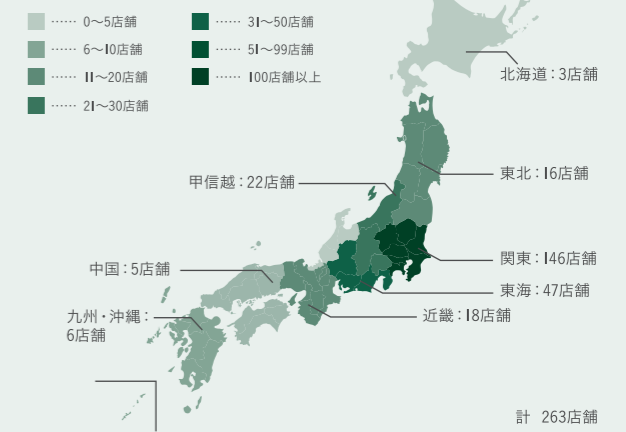 …… 0〜5店舗
…… 6〜10店舗
…… 11〜20店舗
…… 21〜30店舗
…… 31〜50店舗
…… 51〜99店舗
…… 100店舗以上
北海道：3店舗
東北：16店舗
甲信越：22店舗
関東：146店舗
中国：5店舗
東海：47店舗
近畿：18店舗
九州・沖縄：
6店舗
計 263店舗